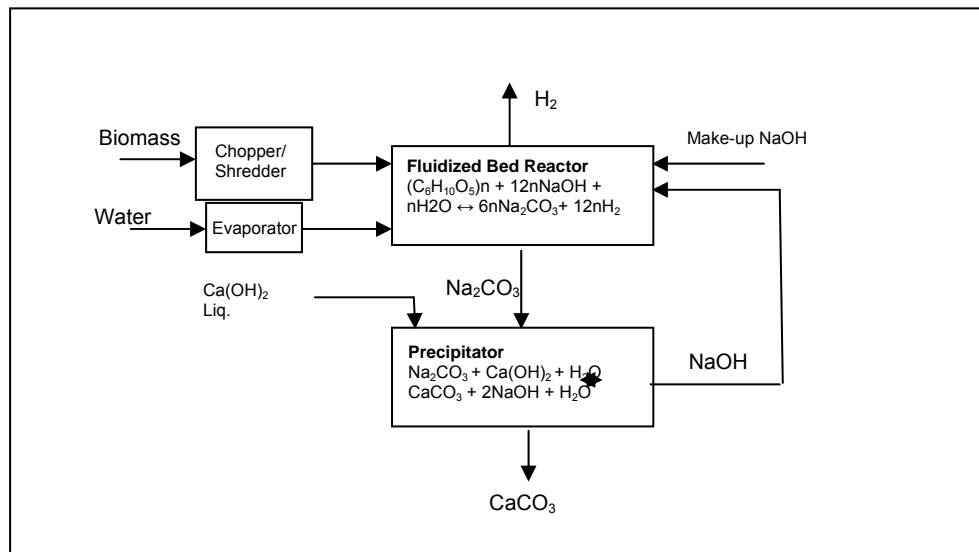 H₂
Biomass
Chopper/
Shredder
Make-up NaOH
Fluidized Bed Reactor
(C₆H₁₀O₅)n + 12nNaOH +
nH2O ↔ 6nNa₂CO₃+ 12nH₂
Water
Evaporator
Na₂CO₃
Ca(OH)₂
Liq.
Precipitator
Na₂CO₃ + Ca(OH)₂ + H₂O
CaCO₃ + 2NaOH + H₂O
NaOH
CaCO₃